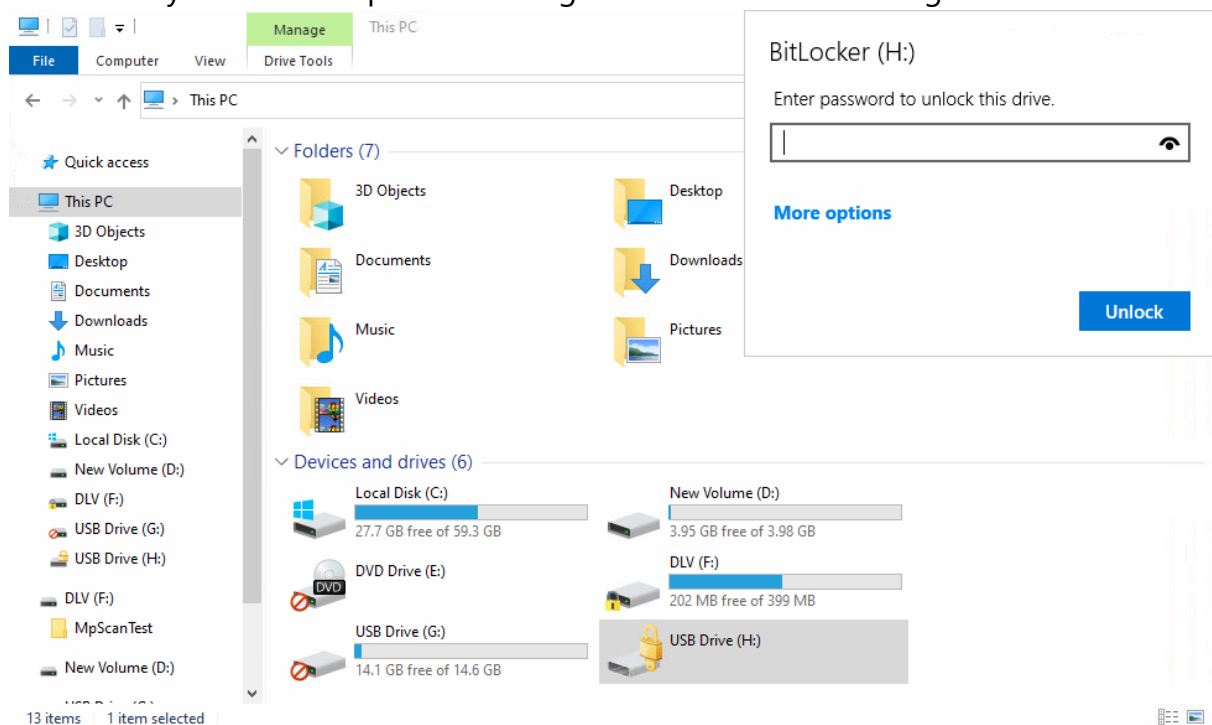 Manage
This PC
File
Computer
View
Drive Tools
This PC
BitLocker (H:)
Enter password to unlock this drive.
More options
Unlock
Quick access
This PC
3D Objects
Desktop
Documents
Downloads
Music
Pictures
Videos
Local Disk (C:)
New Volume (D:)
DLV (F:)
USB Drive (G:)
USB Drive (H:)
DLV (F:)
MpScanTest
New Volume (D:)
Folders (7)
3D Objects
Desktop
Documents
Downloads
Music
Pictures
Videos
Devices and drives (6)
Local Disk (C:)
27.7 GB free of 59.3 GB
New Volume (D:)
3.95 GB free of 3.98 GB
DVD Drive (E:)
DVD
DLV (F:)
202 MB free of 399 MB
USB Drive (G:)
14.1 GB free of 14.6 GB
USB Drive (H:)
13 items
1 item selected